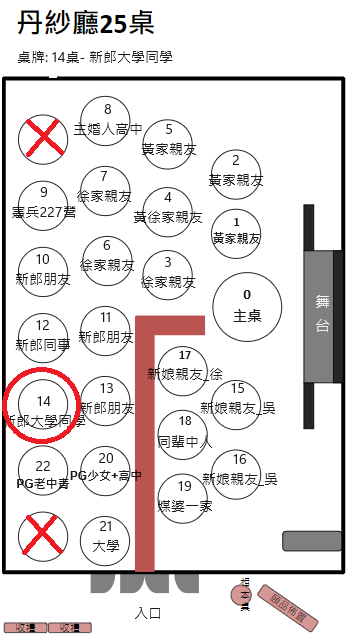 丹紗廳25桌
桌牌: 14桌- 新郎大學同學
8
主婚人高中
5
黃家親友
2
黃家親友
7
徐家親友
9
憲兵227營
4
黃徐家親友
1
黃家親友
6
徐家親友
10
新郎朋友
3
徐家親友
0
主桌
舞
台
11
新郎朋友
12
新郎同事
17
新娘親友_徐
13
新郎朋友
14
新郎大學同學
15
新娘親友_吳
18
同輩中人
20
PG少女+高中
22
PG老中青
16
新娘親友_吳
19
媒婆一家
21
大學
入口
相
本
桌
收禮
收禮